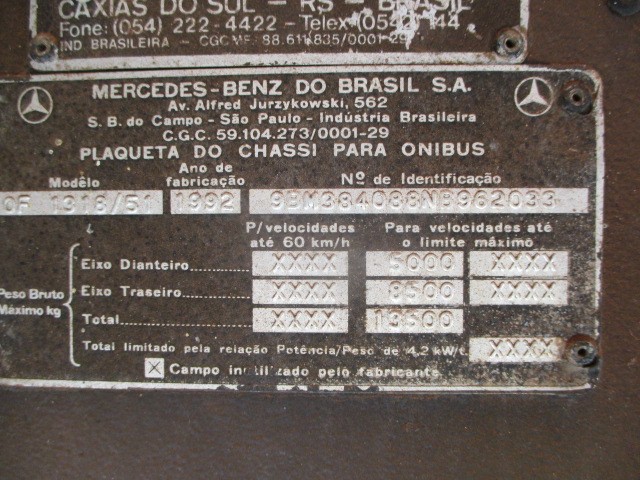 CAXIAS DO SUL - RS - BRASIL
Fone: (054) 222-4422 - Telex (054)
IND BRASILEIRA - CGCMF. 88.611.835/0001-29
MERCEDES-BENZ DO BRASIL S.A.
Av. Alfred Jurzykowski, 562
S. B. do Campo - São Paulo - Indústria Brasileira
C.G.C. 59.104.273/0001-29
PLAQUETA DO CHASSI PARA ONIBUS
Modêlo Ano de fabricação Nº de Identificação
OF 1318/51 1992 9BM384088NB962033
P/velocidades até 60 km/h Para velocidades até o limite máximo
Peso Bruto Máximo kg
Eixo Dianteiro XXXX 5000 XXXX
Eixo Traseiro XXXX 8500 XXXX
Total XXXX 13500
Total limitado pela relação Potência/Peso de 4,2 kW/t. XXXX
X Campo inutilizado pelo fabricante